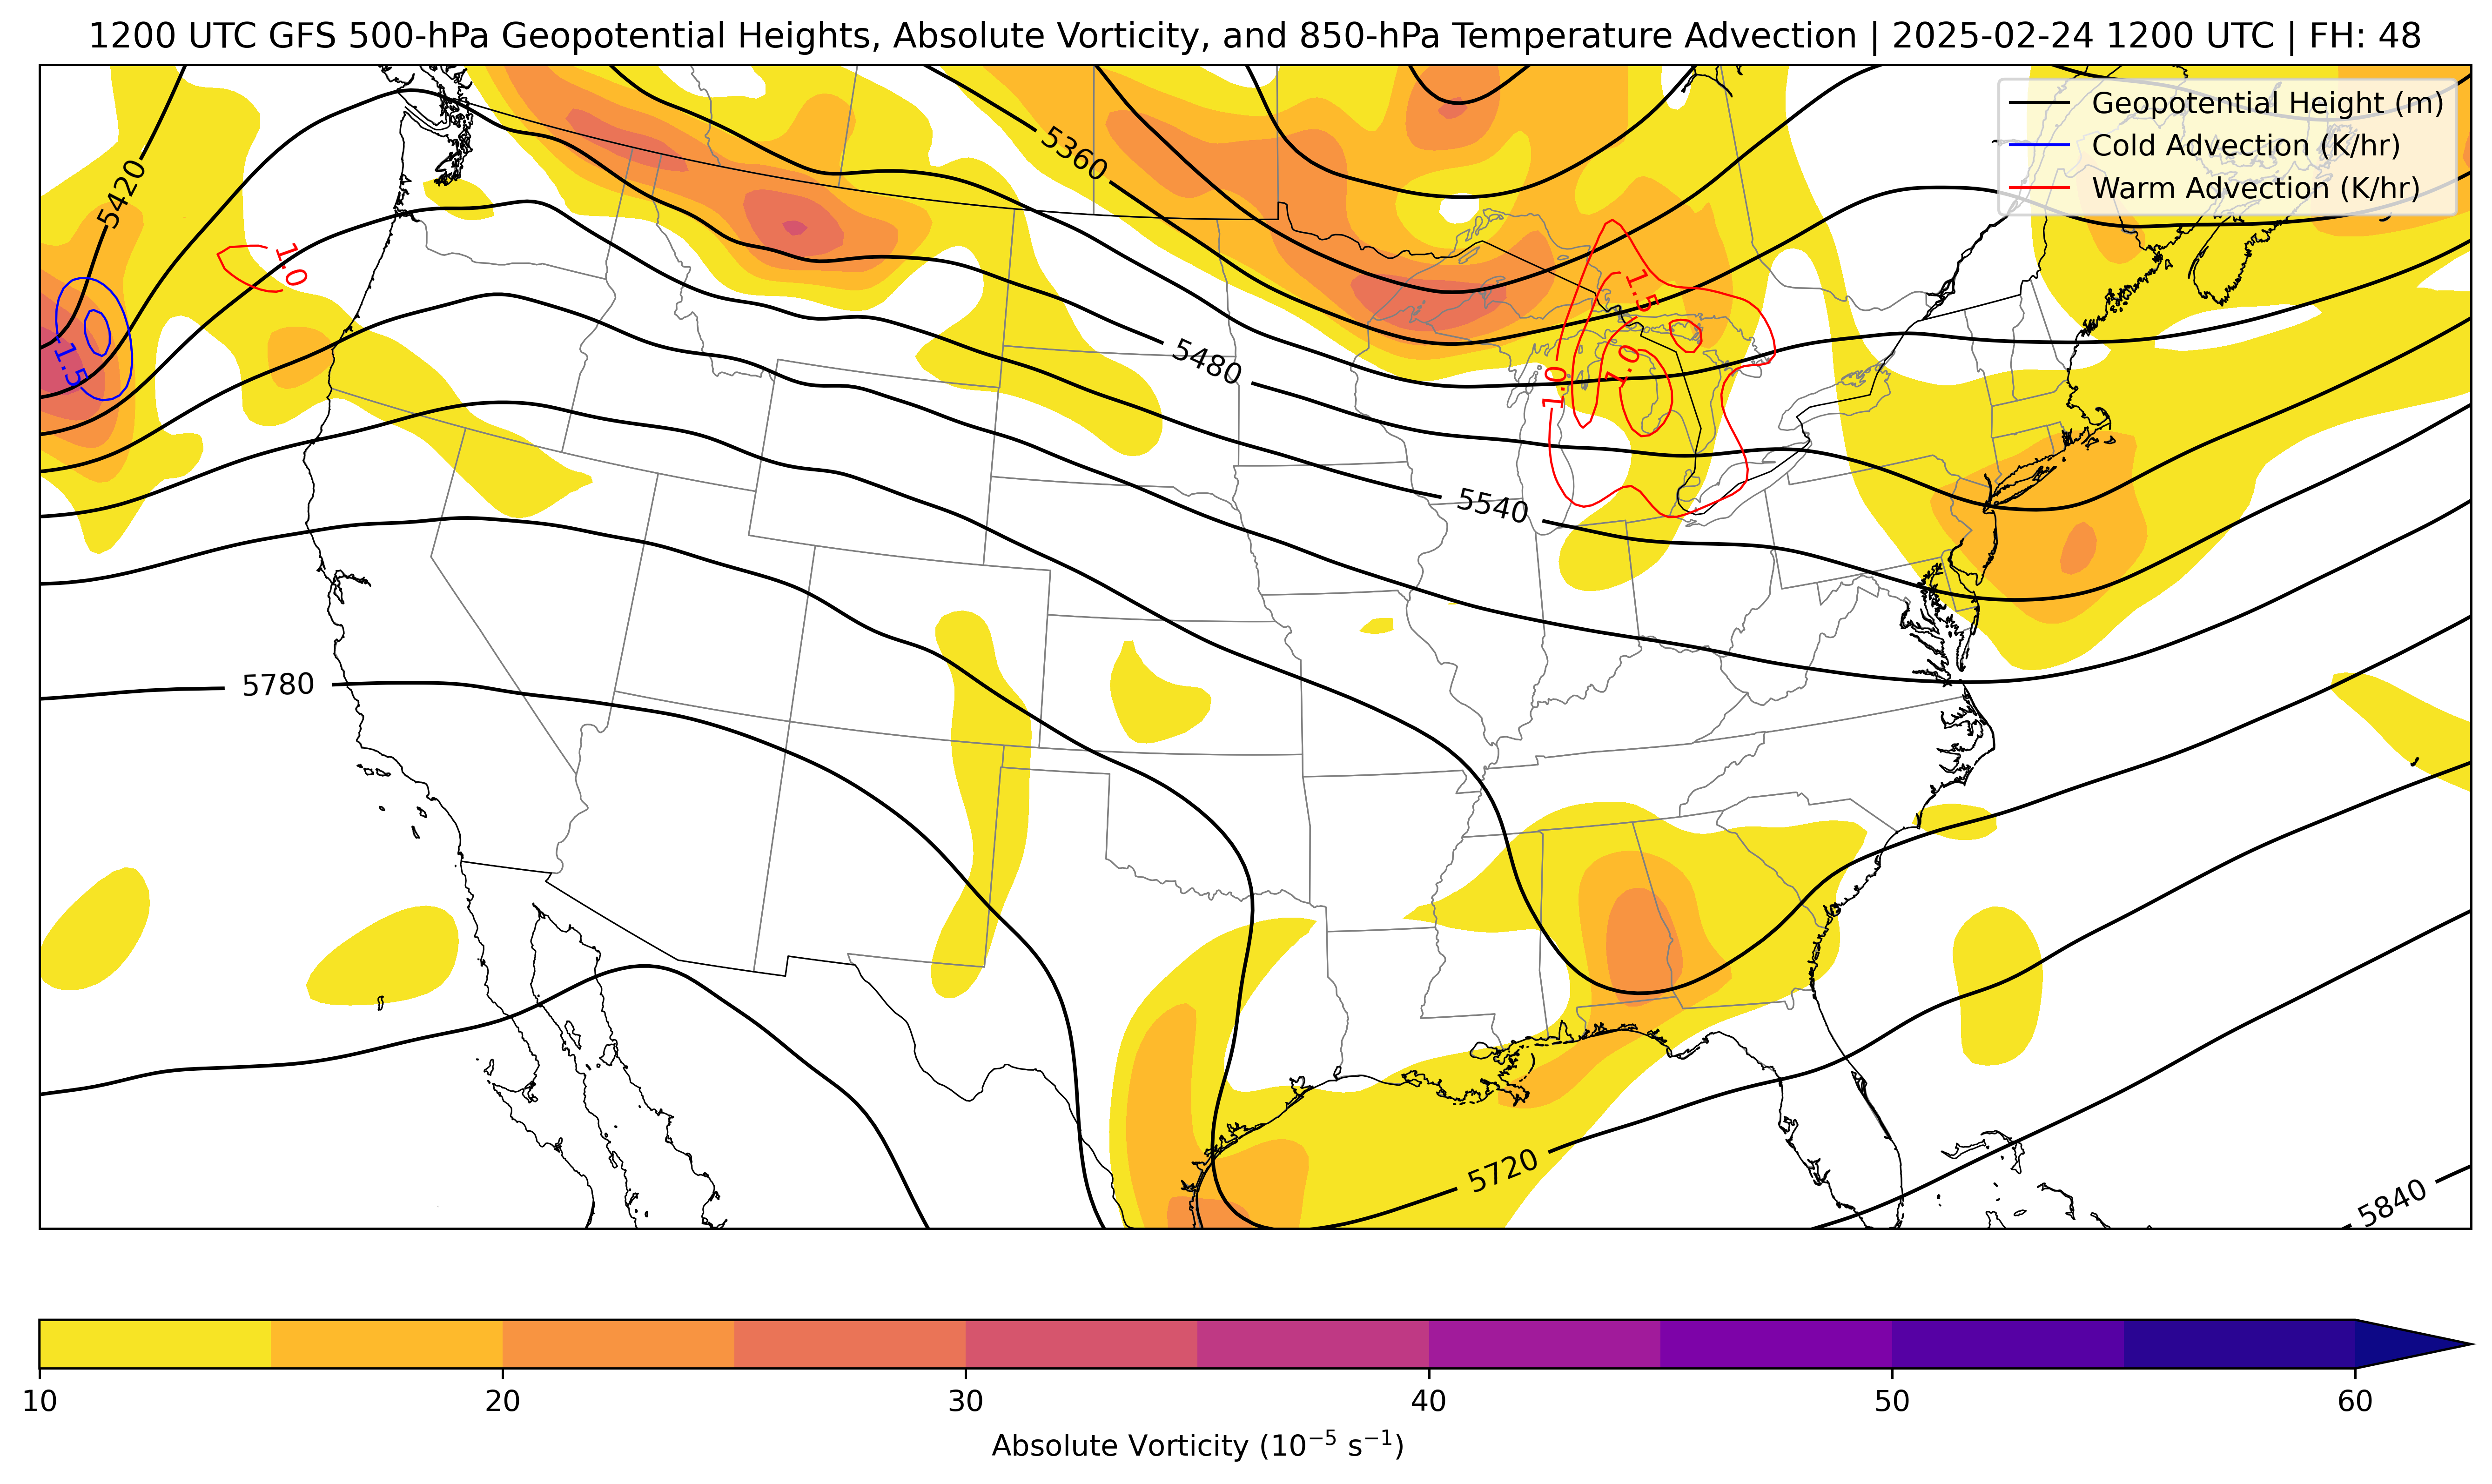 1200 UTC GFS 500-hPa Geopotential Heights, Absolute Vorticity, and 850-hPa Temperature Advection | 2025-02-24 1200 UTC | FH: 48
Geopotential Height (m)
Cold Advection (K/hr)
Warm Advection (K/hr)
5360
5420
1.0
1.5
5480
-1.5
1.0
1.0
5540
5780
5720
5840
10 20 30 40 50 60
Absolute Vorticity (10⁻⁵ s⁻¹)